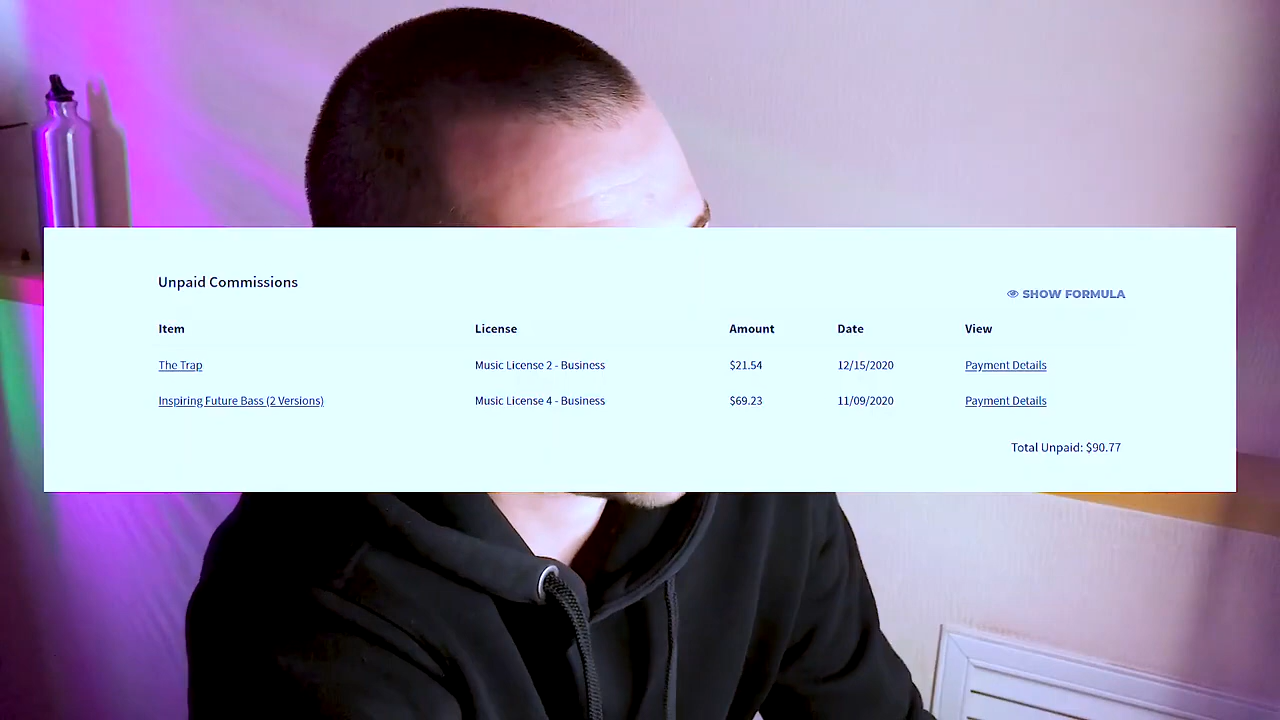 Unpaid Commissions
SHOW FORMULA
Item License Amount Date View
The Trap Music License 2 - Business $21.54 12/15/2020 Payment Details
Inspiring Future Bass (2 Versions) Music License 4 - Business $69.23 11/09/2020 Payment Details
Total Unpaid: $90.77